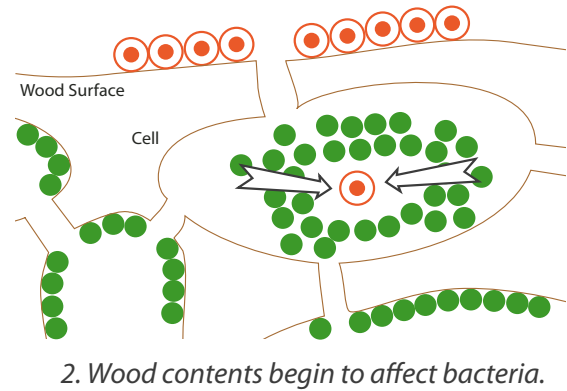 Wood Surface
Cell
2. Wood contents begin to affect bacteria.